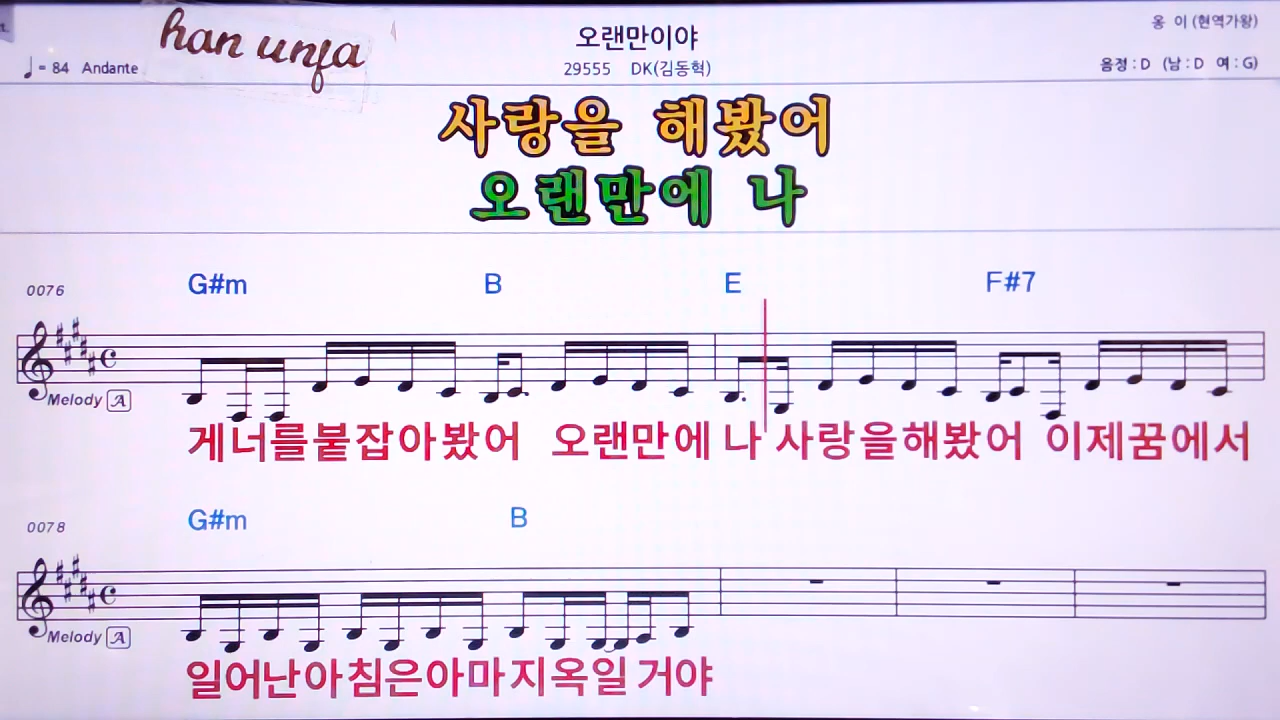 han unja
오랜만이야
옹 이 (현역가왕)
♩ = 84 Andante
29555 DK(김동혁)
음정 : D (남 : D 여 : G)
사랑을 해봤어
오랜만에 나
0076 G#m B E F#7
Melody A
게너를붙잡아봤어 오랜만에나 사랑을해봤어 이제꿈에서
0078 G#m B
Melody A
일어난아침은아마지옥일거야